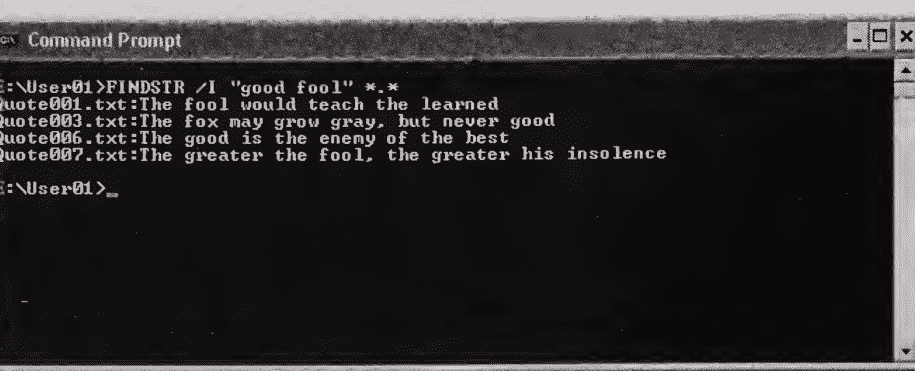 Command Prompt
E:\User01>FINDSTR /I "good fool" *.*
Quote001.txt:The fool would teach the learned
Quote003.txt:The fox may grow gray, but never good
Quote006.txt:The good is the enemy of the best
Quote007.txt:The greater the fool, the greater his insolence
E:\User01>_